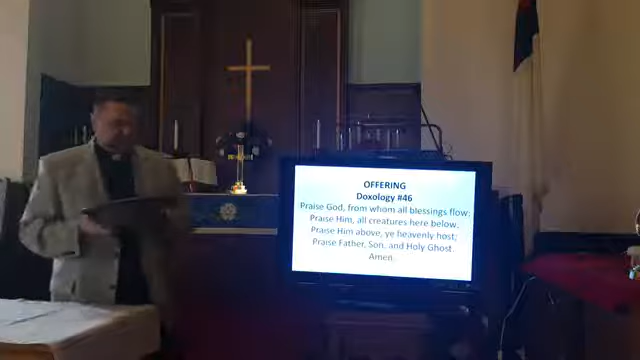 OFFERING
Doxology #46
Praise God, from whom all blessings flow;
Praise Him, all creatures here below,
Praise Him above, ye heavenly host;
Praise Father, Son, and Holy Ghost.
Amen.